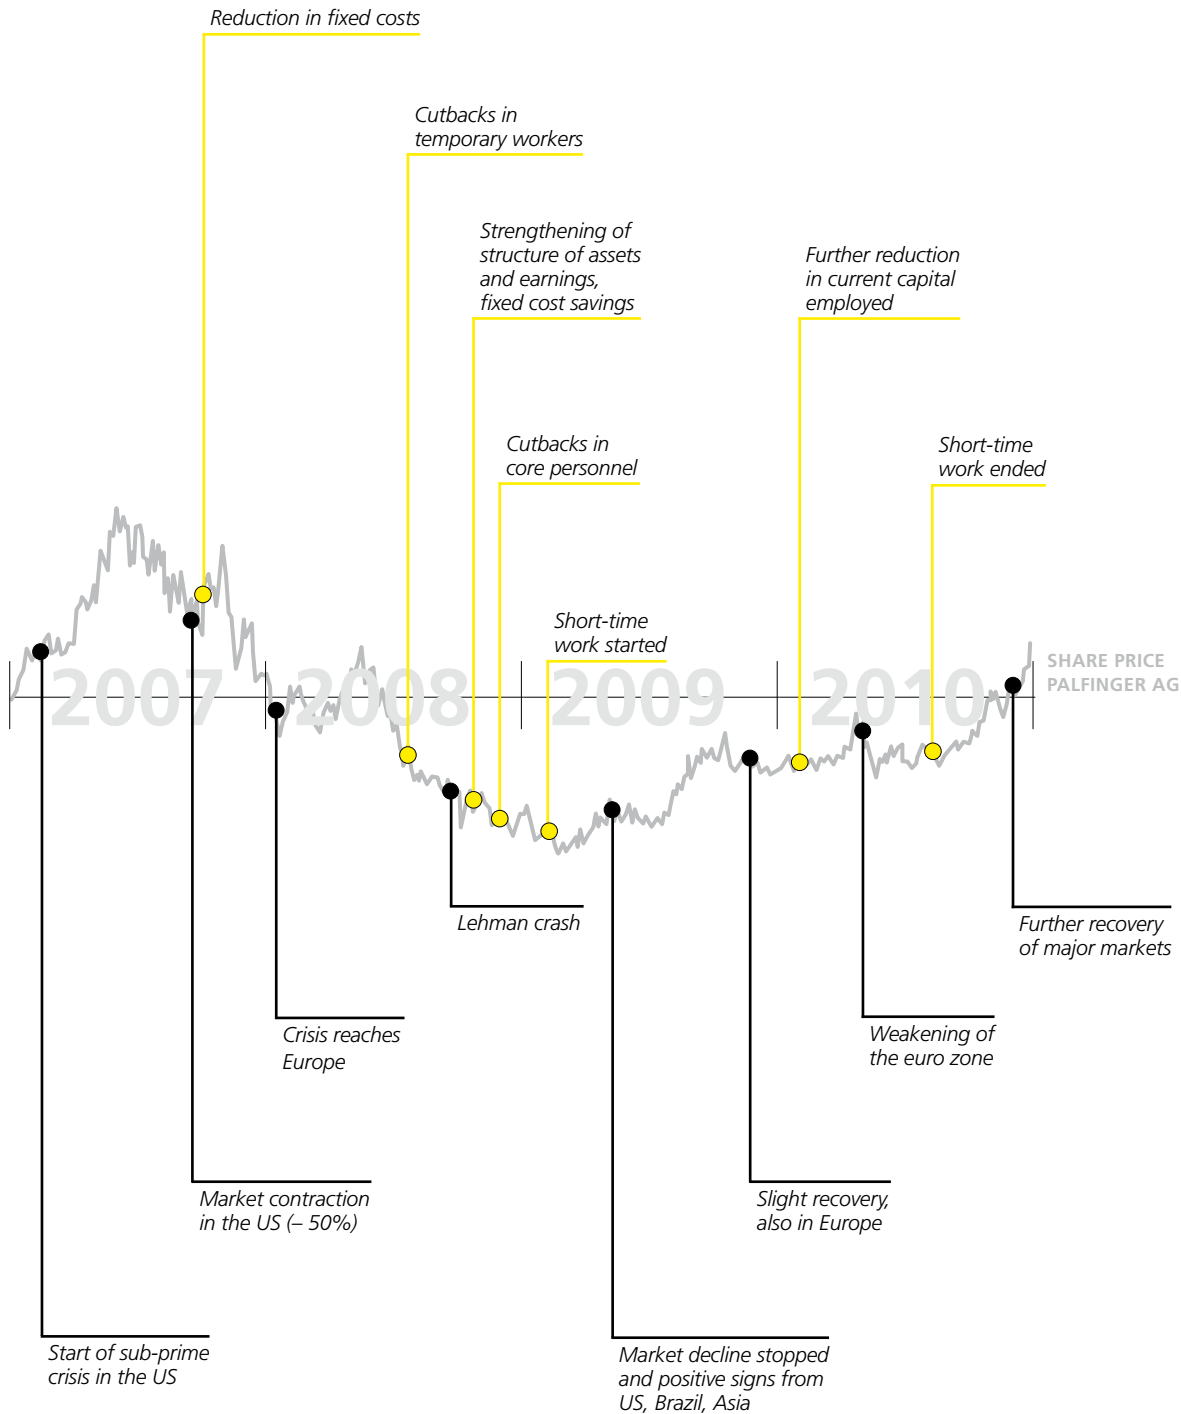 Reduction in fixed costs
Cutbacks in
temporary workers
Strengthening of
structure of assets
and earnings,
fixed cost savings
Further reduction
in current capital
employed
Cutbacks in
core personnel
Short-time
work ended
Short-time
work started
2007
2008
2009
2010
SHARE PRICE
PALFINGER AG
Lehman crash
Further recovery
of major markets
Crisis reaches
Europe
Weakening of
the euro zone
Market contraction
in the US (– 50%)
Slight recovery,
also in Europe
Start of sub-prime
crisis in the US
Market decline stopped
and positive signs from
US, Brazil, Asia